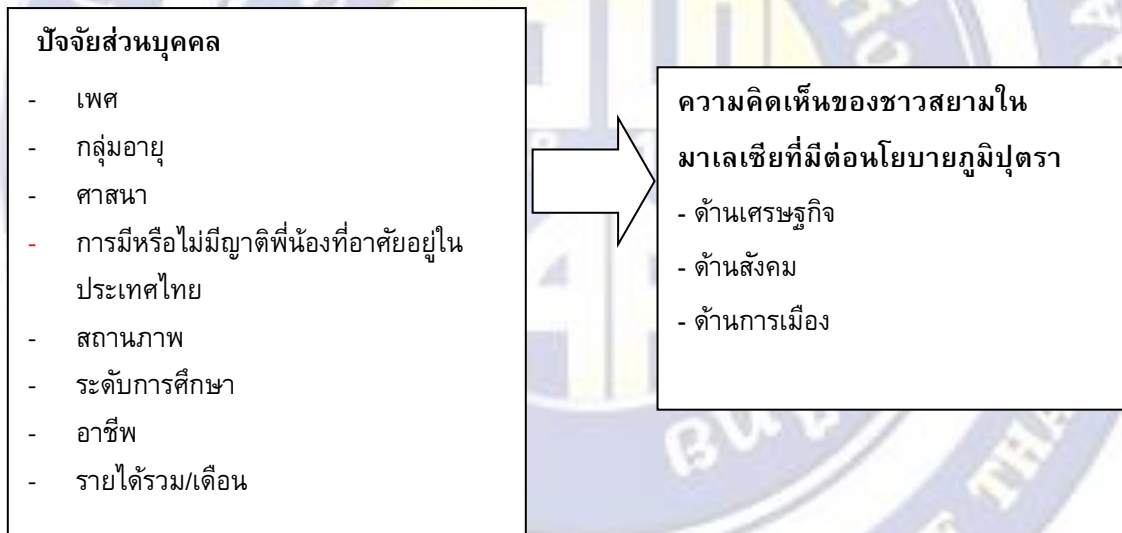 ปัจจัยส่วนบุคคล
- เพศ
- กลุ่มอายุ
- ศาสนา
- การมีหรือไม่มีญาติพี่น้องที่อาศัยอยู่ใน
ประเทศไทย
- สถานภาพ
- ระดับการศึกษา
- อาชีพ
- รายได้รวม/เดือน
ความคิดเห็นของชาวสยามใน
มาเลเซียที่มีต่อนโยบายภูมิปุตรา
- ด้านเศรษฐกิจ
- ด้านสังคม
- ด้านการเมือง